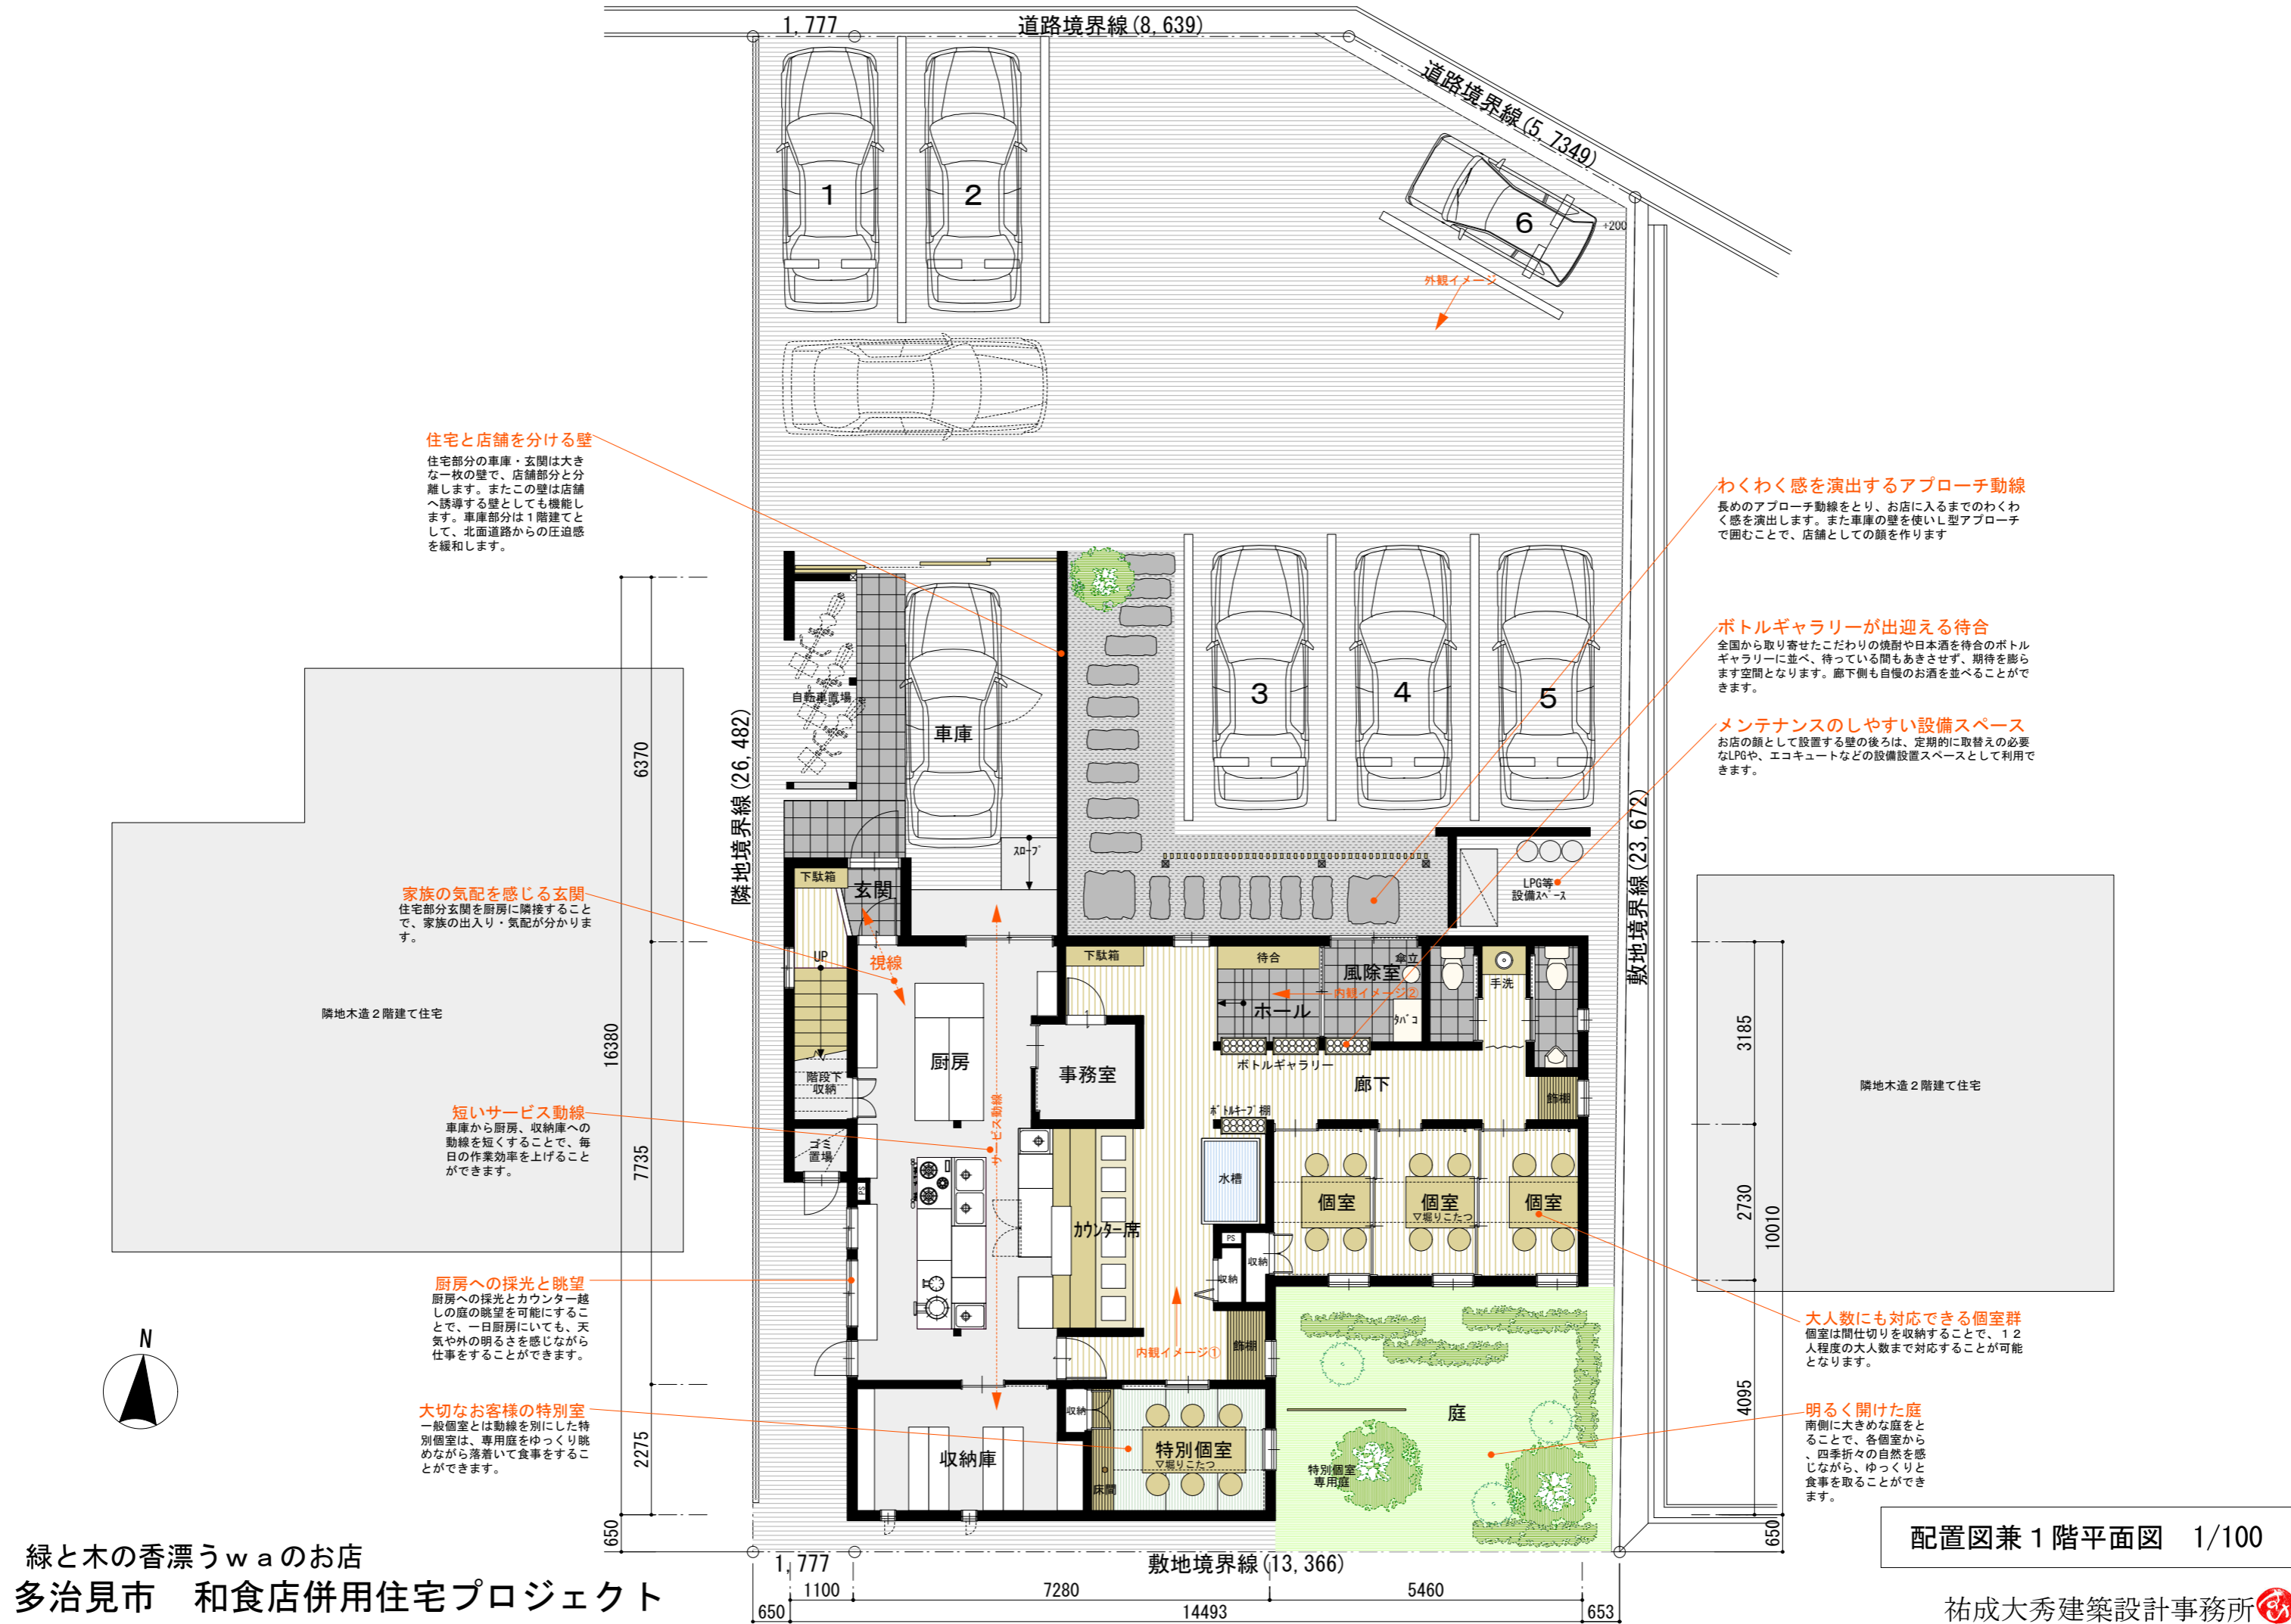 1,777
道路境界線(8,639)
道路境界線(5,7349)
1
2
6
+200
外観イメージ
住宅と店舗を分ける壁
住宅部分の車庫・玄関は大き
な一枚の壁で、店舗部分と分
離します。またこの壁は店舗
へ誘導する壁としても機能し
ます。車庫部分は1階建てと
して、北面道路からの圧迫感
を緩和します。
わくわく感を演出するアプローチ動線
長めのアプローチ動線をとり、お店に入るまでのわくわ
く感を演出します。また車庫の壁を使いL型アプローチ
で囲むことで、店舗としての顔を作ります
ボトルギャラリーが出迎える待合
全国から取り寄せたこだわりの焼酎や日本酒を待合のボトル
ギャラリーに並べ、待っている間もあきさせず、期待を膨ら
ます空間となります。廊下側も自慢のお酒を並べることがで
きます。
メンテナンスのしやすい設備スペース
お店の顔として設置する壁の後ろは、定期的に取替えの必要
なLPGや、エコキュートなどの設備設置スペースとして利用で
きます。
自転車置場
車庫
3
4
5
6370
隣地境界線(26,482)
敷地境界線(23,672)
スロープ
LPG等
設備スペース
家族の気配を感じる玄関
住宅部分玄関を厨房に隣接すること
で、家族の出入り・気配が分かりま
す。
下駄箱
玄関
UP
視線
下駄箱
待合
風除室
傘立
手洗
内観イメージ②
ホール
タバコ
隣地木造2階建て住宅
16380
厨房
事務室
ボトルギャラリー
廊下
階段下
収納
飾棚
3185
隣地木造2階建て住宅
短いサービス動線
車庫から厨房、収納庫への
動線を短くすることで、毎
日の作業効率を上げること
ができます。
サービス動線
ボトルキープ棚
ゴミ
置場
7735
PS
水槽
カウンター席
個室
個室
▽堀りこたつ
個室
2730
10010
PS
収納
収納
厨房への採光と眺望
厨房への採光とカウンター越
しの庭の眺望を可能にするこ
とで、一日厨房にいても、天
気や外の明るさを感じながら
仕事をすることができます。
内観イメージ①
飾棚
大人数にも対応できる個室群
個室は間仕切りを収納することで、12
人程度の大人数まで対応することが可能
となります。
N
大切なお客様の特別室
一般個室とは動線を別にした特
別個室は、専用庭をゆっくり眺
めながら落着いて食事をするこ
とができます。
2275
収納庫
収納
床間
特別個室
▽堀りこたつ
庭
特別個室
専用庭
4095
明るく開けた庭
南側に大きめな庭をと
ることで、各個室から
、四季折々の自然を感
じながら、ゆっくりと
食事を取ることができ
ます。
650
650
1,777
敷地境界線(13,366)
1100
7280
5460
650
14493
653
緑と木の香漂うwaのお店
多治見市　和食店併用住宅プロジェクト
配置図兼1階平面図　1/100
祐成大秀建築設計事務所